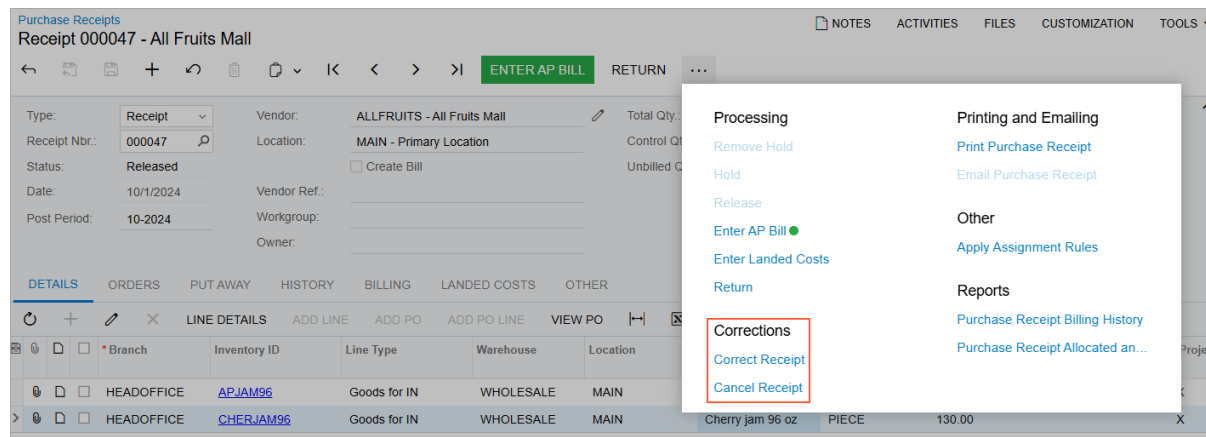 Purchase Receipts
Receipt 000047 - All Fruits Mall
NOTES ACTIVITIES FILES CUSTOMIZATION TOOLS
ENTER AP BILL RETURN ...
Type: Receipt
Receipt Nbr.: 000047
Status: Released
Date: 10/1/2024
Post Period: 10-2024
Vendor: ALLFRUITS - All Fruits Mall
Location: MAIN - Primary Location
Create Bill
Vendor Ref.:
Workgroup:
Owner:
Total Qty.:
Control
Unbilled
Processing
Remove Hold
Hold
Release
Enter AP Bill
Enter Landed Costs
Return
Corrections
Correct Receipt
Cancel Receipt
Printing and Emailing
Print Purchase Receipt
Email Purchase Receipt
Other
Apply Assignment Rules
Reports
Purchase Receipt Billing History
Purchase Receipt Allocated an...
DETAILS ORDERS PUT AWAY HISTORY BILLING LANDED COSTS OTHER
LINE DETAILS ADD LINE ADD PO ADD PO LINE VIEW PO
* Branch Inventory ID Line Type Warehouse Location
HEADOFFICE APJAM96 Goods for IN WHOLESALE MAIN
HEADOFFICE CHERJAM96 Goods for IN WHOLESALE MAIN Cherry jam 96 oz PIECE 130.00 X